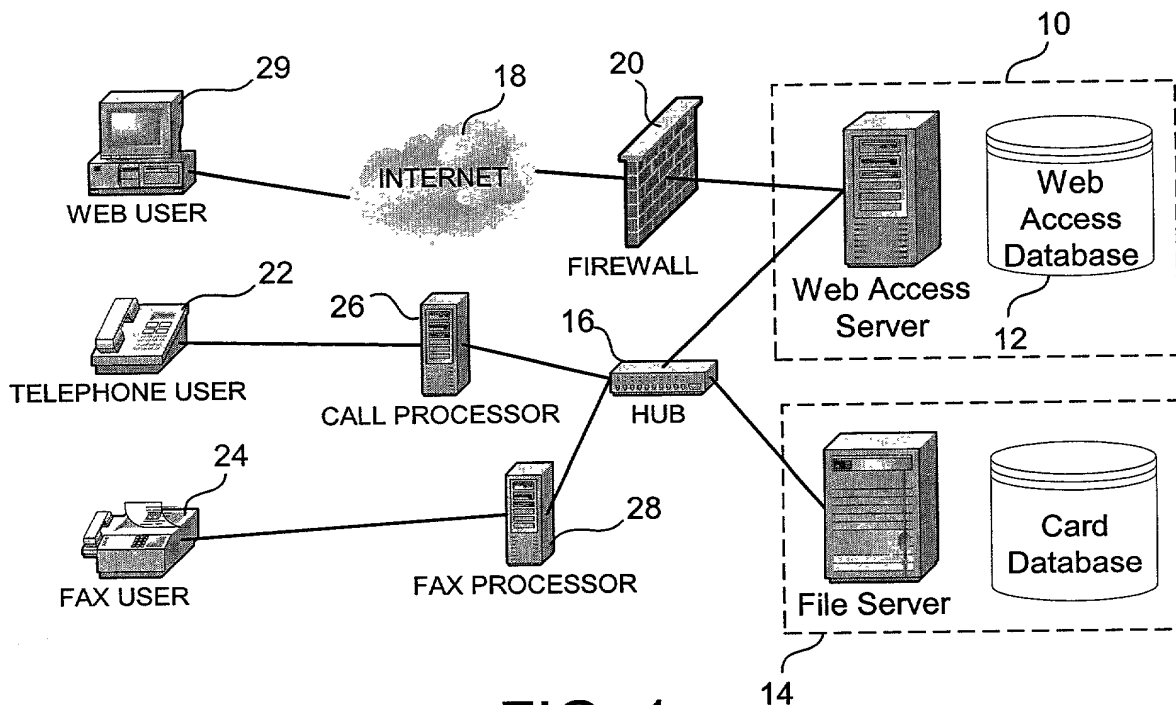 10
29
18
20
INTERNET
WEB USER
FIREWALL
Web
Access
Database
Web Access
Server
12
22
26
16
TELEPHONE USER
CALL PROCESSOR
HUB
24
28
FAX USER
FAX PROCESSOR
File Server
Card
Database
14